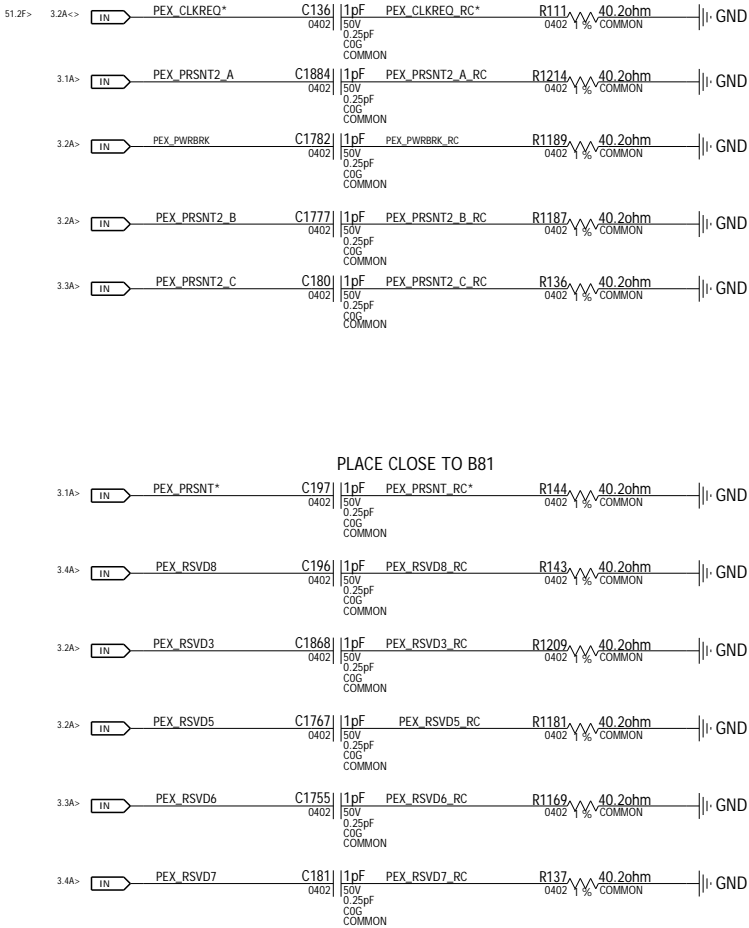 51.2F> 3.2A<> IN PEX_CLKREQ* C136 1pF PEX_CLKREQ_RC* R111 40.2ohm GND
0402 50V 0402 1% COMMON
0.25pF
C0G
COMMON
3.1A> IN PEX_PRSNT2_A C1884 1pF PEX_PRSNT2_A_RC R1214 40.2ohm GND
0402 50V 0402 1% COMMON
0.25pF
C0G
COMMON
3.2A> IN PEX_PWRBRK C1782 1pF PEX_PWRBRK_RC R1189 40.2ohm GND
0402 50V 0402 1% COMMON
0.25pF
C0G
COMMON
3.2A> IN PEX_PRSNT2_B C1777 1pF PEX_PRSNT2_B_RC R1187 40.2ohm GND
0402 50V 0402 1% COMMON
0.25pF
C0G
COMMON
3.3A> IN PEX_PRSNT2_C C180 1pF PEX_PRSNT2_C_RC R136 40.2ohm GND
0402 50V 0402 1% COMMON
0.25pF
C0G
COMMON
PLACE CLOSE TO B81
3.1A> IN PEX_PRSNT* C197 1pF PEX_PRSNT_RC* R144 40.2ohm GND
0402 50V 0402 1% COMMON
0.25pF
C0G
COMMON
3.4A> IN PEX_RSVD8 C196 1pF PEX_RSVD8_RC R143 40.2ohm GND
0402 50V 0402 1% COMMON
0.25pF
C0G
COMMON
3.2A> IN PEX_RSVD3 C1868 1pF PEX_RSVD3_RC R1209 40.2ohm GND
0402 50V 0402 1% COMMON
0.25pF
C0G
COMMON
3.2A> IN PEX_RSVD5 C1767 1pF PEX_RSVD5_RC R1181 40.2ohm GND
0402 50V 0402 1% COMMON
0.25pF
C0G
COMMON
3.3A> IN PEX_RSVD6 C1755 1pF PEX_RSVD6_RC R1169 40.2ohm GND
0402 50V 0402 1% COMMON
0.25pF
C0G
COMMON
3.4A> IN PEX_RSVD7 C181 1pF PEX_RSVD7_RC R137 40.2ohm GND
0402 50V 0402 1% COMMON
0.25pF
C0G
COMMON